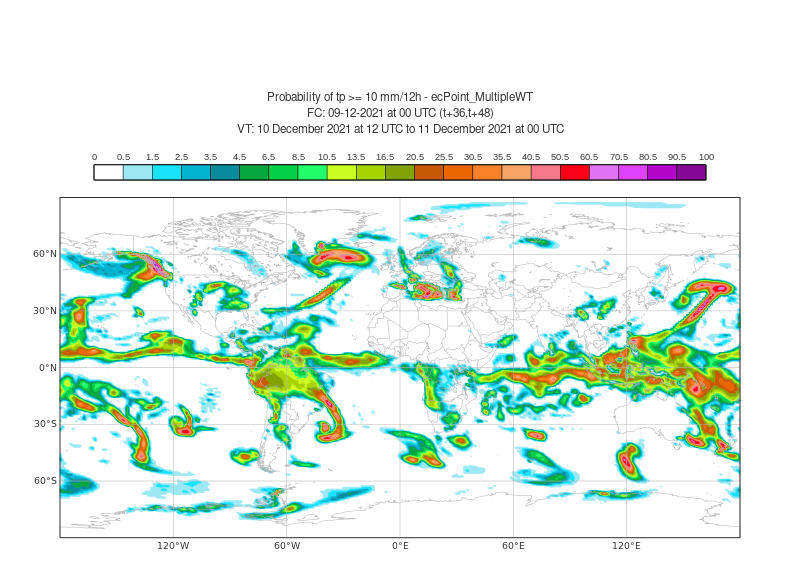 Probability of tp >= 10 mm/12h - ecPoint_MultipleWT
FC: 09-12-2021 at 00 UTC (t+36,t+48)
VT: 10 December 2021 at 12 UTC to 11 December 2021 at 00 UTC
0 0.5 1.5 2.5 3.5 4.5 6.5 8.5 10.5 13.5 16.5 20.5 25.5 30.5 35.5 40.5 50.5 60.5 70.5 80.5 90.5 100
60°N
30°N
0°N
30°S
60°S
120°W 60°W 0°E 60°E 120°E